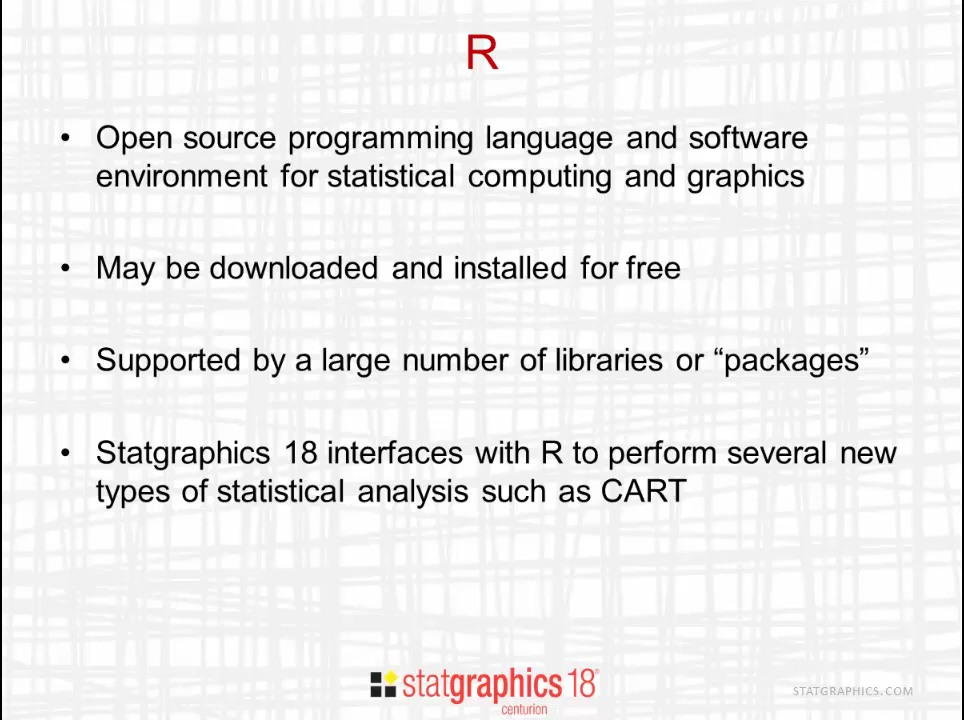 R
• Open source programming language and software
environment for statistical computing and graphics
• May be downloaded and installed for free
• Supported by a large number of libraries or “packages”
• Statgraphics 18 interfaces with R to perform several new
types of statistical analysis such as CART
statgraphics 18®
centurion
STATGRAPHICS.COM